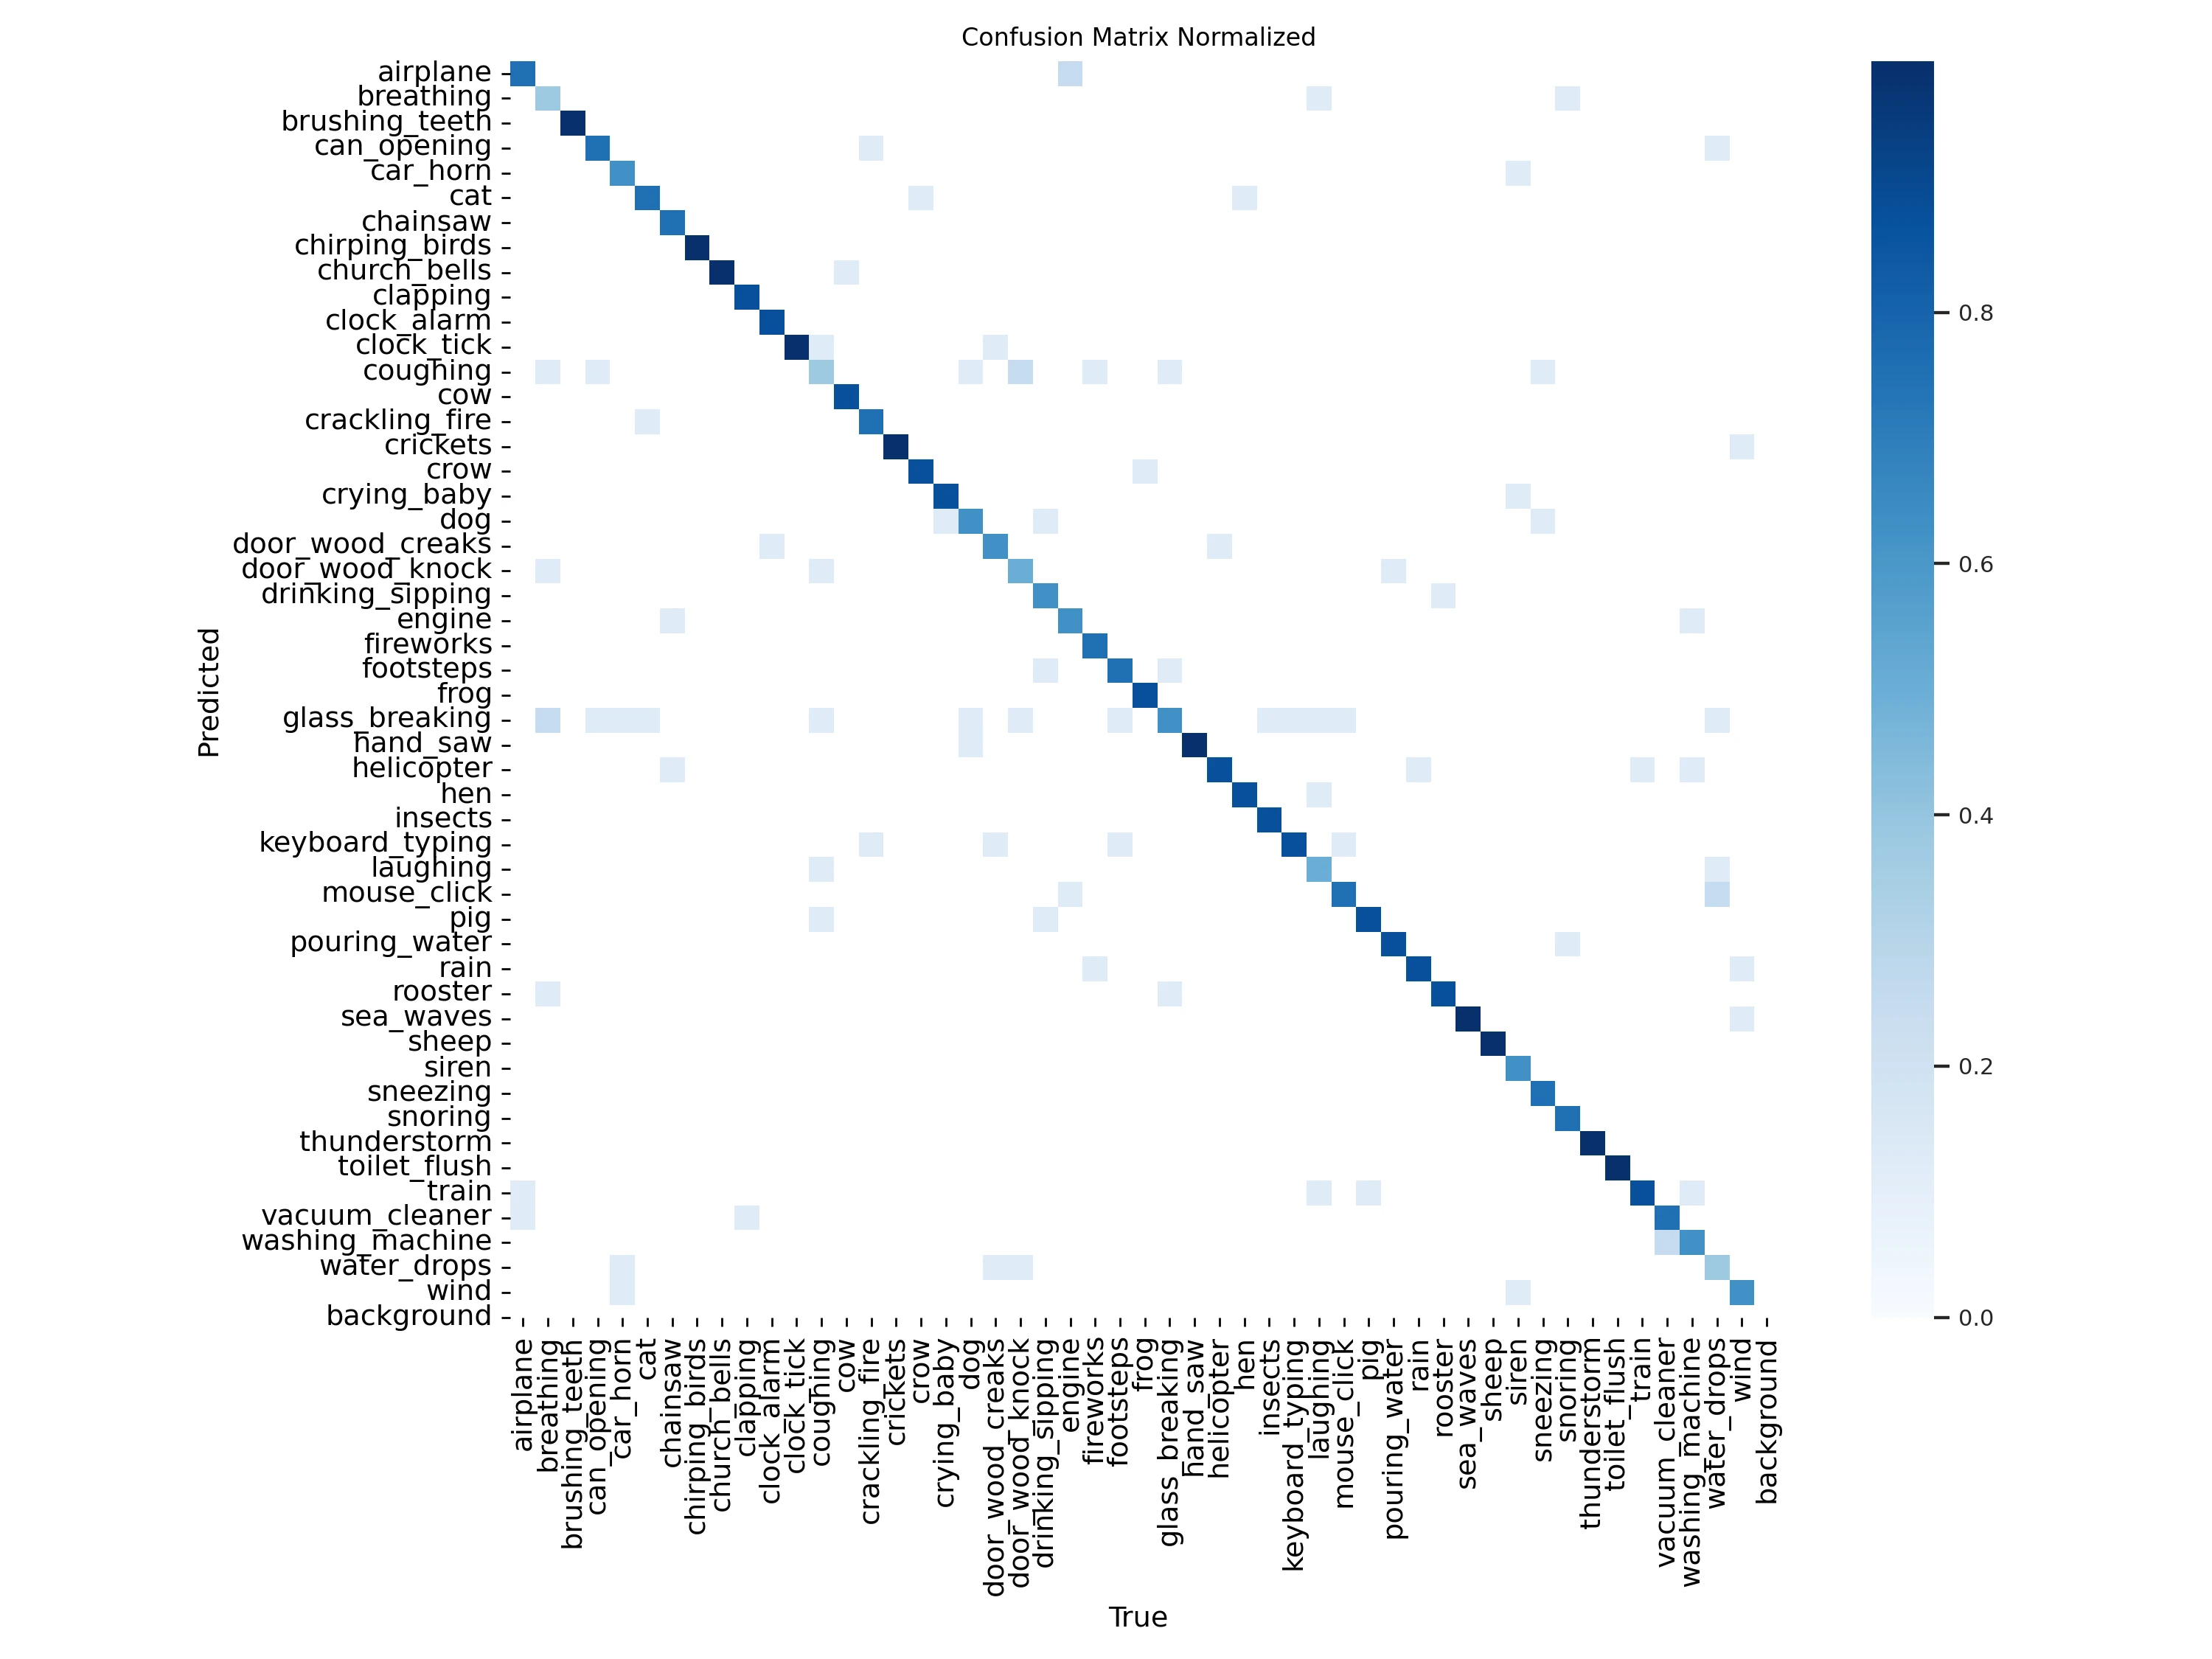 Confusion Matrix Normalized
airplane
breathing
brushing_teeth
can_opening
car_horn
cat
chainsaw
chirping_birds
church_bells
clapping
clock_alarm
clock_tick
coughing
cow
crackling_fire
crickets
crow
crying_baby
dog
door_wood_creaks
door_wood_knock
drinking_sipping
engine
fireworks
footsteps
frog
glass_breaking
hand_saw
helicopter
hen
insects
keyboard_typing
laughing
mouse_click
pig
pouring_water
rain
rooster
sea_waves
sheep
siren
sneezing
snoring
thunderstorm
toilet_flush
train
vacuum_cleaner
washing_machine
water_drops
wind
background
Predicted
airplane
breathing
brushing_teeth
can_opening
car_horn
cat
chainsaw
chirping_birds
church_bells
clapping
clock_alarm
clock_tick
coughing
cow
crackling_fire
crickets
crow
crying_baby
dog
door_wood_creaks
door_wood_knock
drinking_sipping
engine
fireworks
footsteps
frog
glass_breaking
hand_saw
helicopter
hen
insects
keyboard_typing
laughing
mouse_click
pig
pouring_water
rain
rooster
sea_waves
sheep
siren
sneezing
snoring
thunderstorm
toilet_flush
train
vacuum_cleaner
washing_machine
water_drops
wind
background
True
0.8
0.6
0.4
0.2
0.0